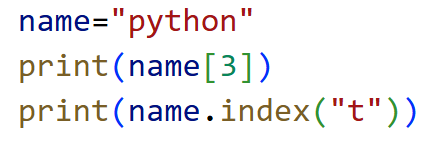 name="python"
print(name[3])
print(name.index("t"))